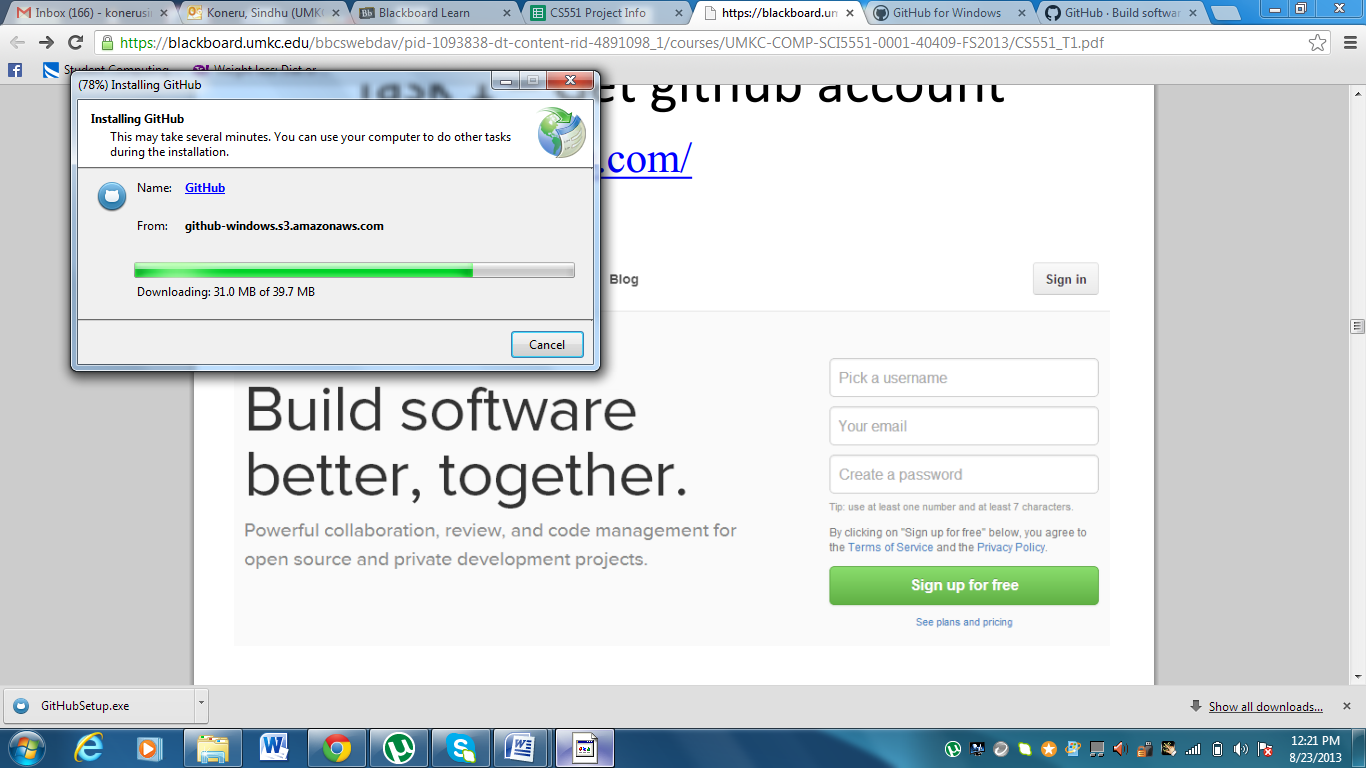 Inbox (166) - konerusin
Koneru, Sindhu (UMK
Blackboard Learn
CS551 Project Info
https://blackboard.um
GitHub for Windows
GitHub · Build softwar
https://blackboard.umkc.edu/bbcswebdav/pid-1093838-dt-content-rid-4891098_1/courses/UMKC-COMP-SCI5551-0001-40409-FS2013/CS551_T1.pdf
(78%) Installing GitHub
et github account
Installing GitHub
This may take several minutes. You can use your computer to do other tasks
during the installation.
.com/
Name: GitHub
From: github-windows.s3.amazonaws.com
Downloading: 31.0 MB of 39.7 MB
Cancel
Blog
Sign in
Build software
better, together.
Powerful collaboration, review, and code management for
open source and private development projects.
Pick a username
Your email
Create a password
Tip: use at least one number and at least 7 characters.
By clicking on "Sign up for free" below, you agree to
the Terms of Service and the Privacy Policy.
Sign up for free
See plans and pricing
GitHubSetup.exe
Show all downloads...
12:21 PM
8/23/2013